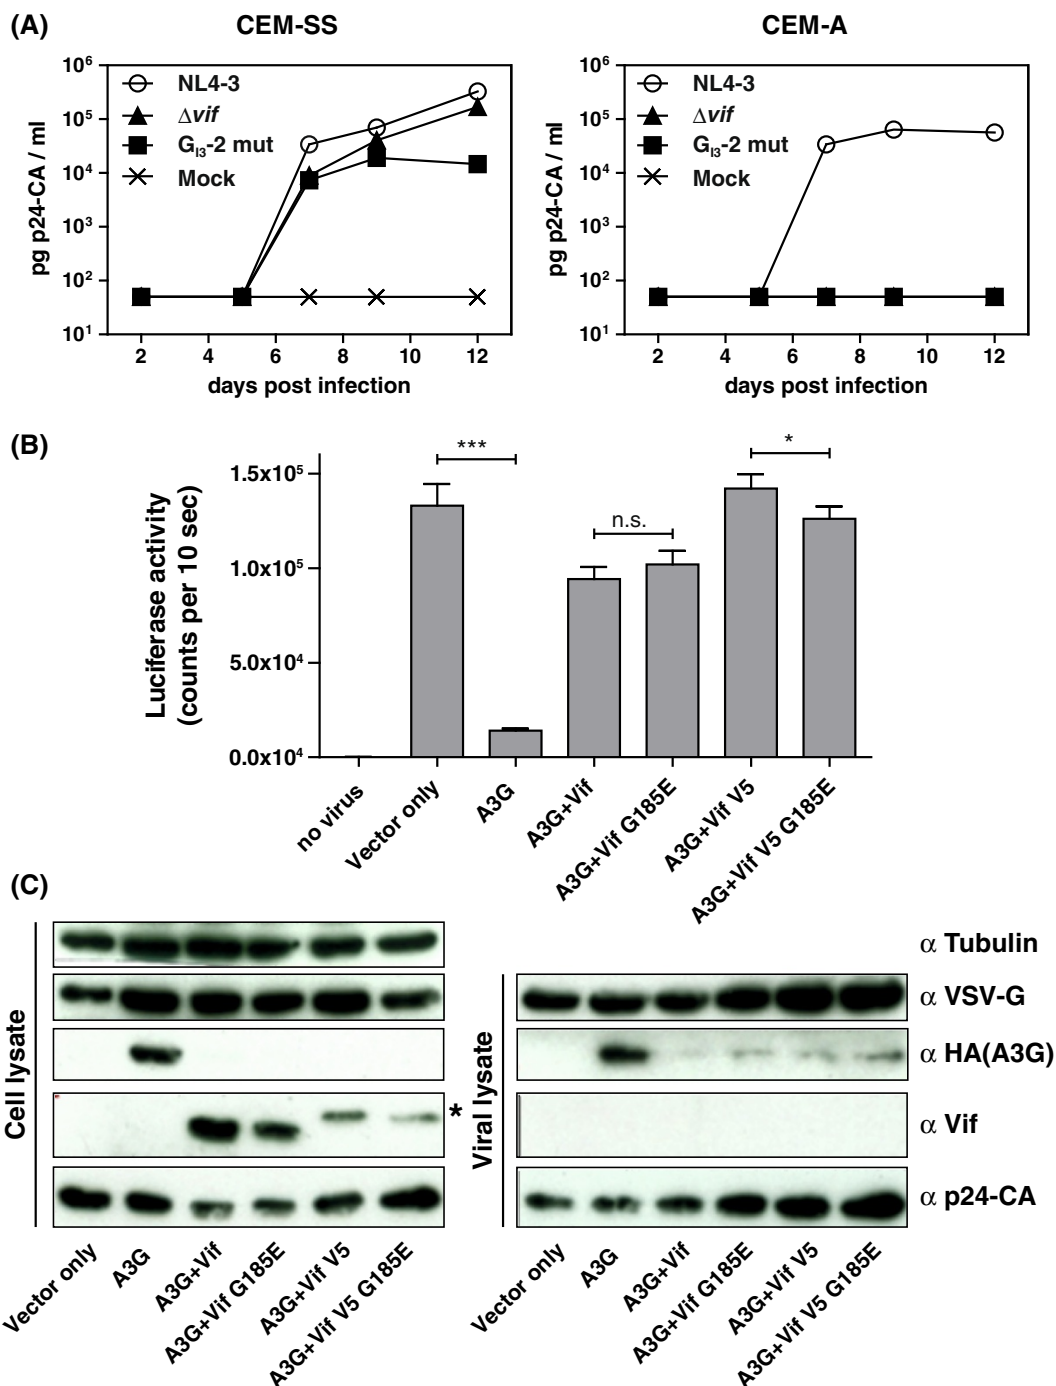 (A)
CEM-SS
CEM-A
10⁶
10⁵
10⁴
10³
10²
10¹
pg p24-CA / ml
NL4-3
Δvif
G_I3-2 mut
Mock
2 4 6 8 10 12
days post infection
10⁶
10⁵
10⁴
10³
10²
10¹
pg p24-CA / ml
NL4-3
Δvif
G_I3-2 mut
Mock
2 4 6 8 10 12
days post infection
(B)
Luciferase activity
(counts per 10 sec)
1.5x10⁵
1.0x10⁵
5.0x10⁴
0.0x10⁴
***
n.s.
*
no virus
Vector only
A3G
A3G+Vif
A3G+Vif G185E
A3G+Vif V5
A3G+Vif V5 G185E
(C)
Cell lysate
*
Viral lysate
α Tubulin
α VSV-G
α HA(A3G)
α Vif
α p24-CA
Vector only
A3G
A3G+Vif
A3G+Vif G185E
A3G+Vif V5
A3G+Vif V5 G185E
Vector only
A3G
A3G+Vif
A3G+Vif G185E
A3G+Vif V5
A3G+Vif V5 G185E